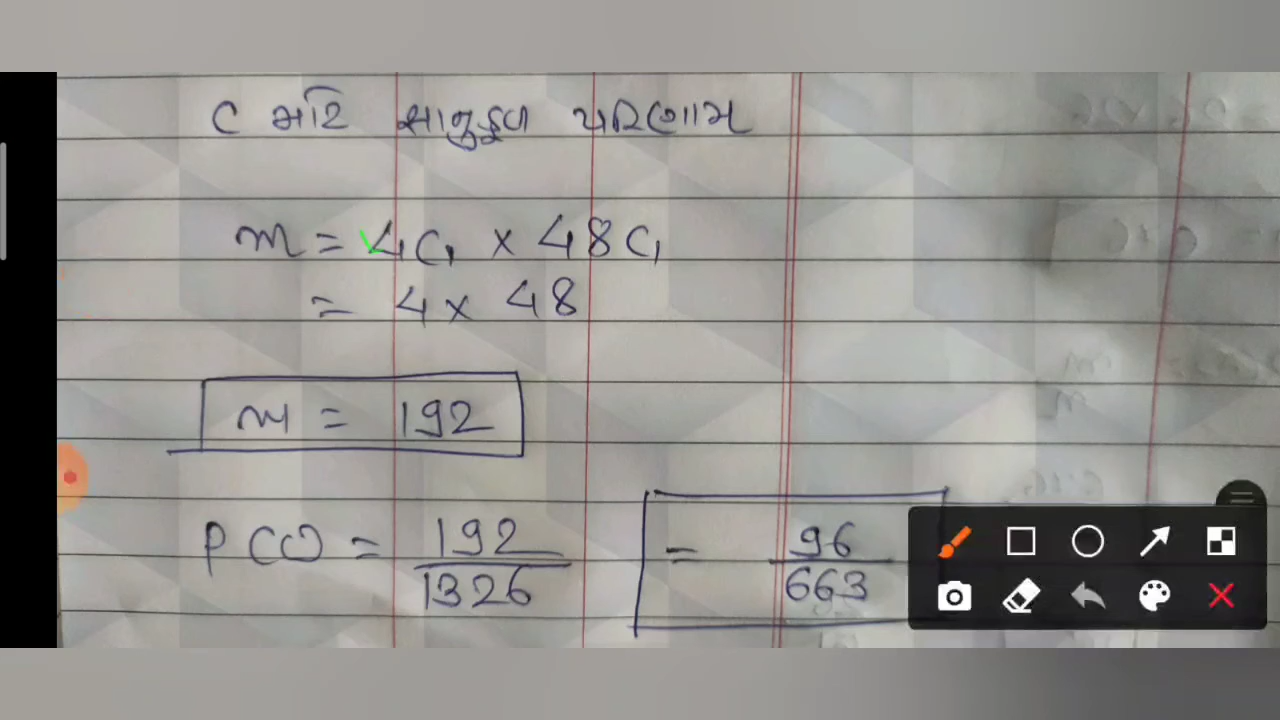 C માટે સાનુકૂળ પરિણામ
m = 4C₁ × 48C₁
= 4 × 48
m = 192
P(C) = 192/1326 = 96/663